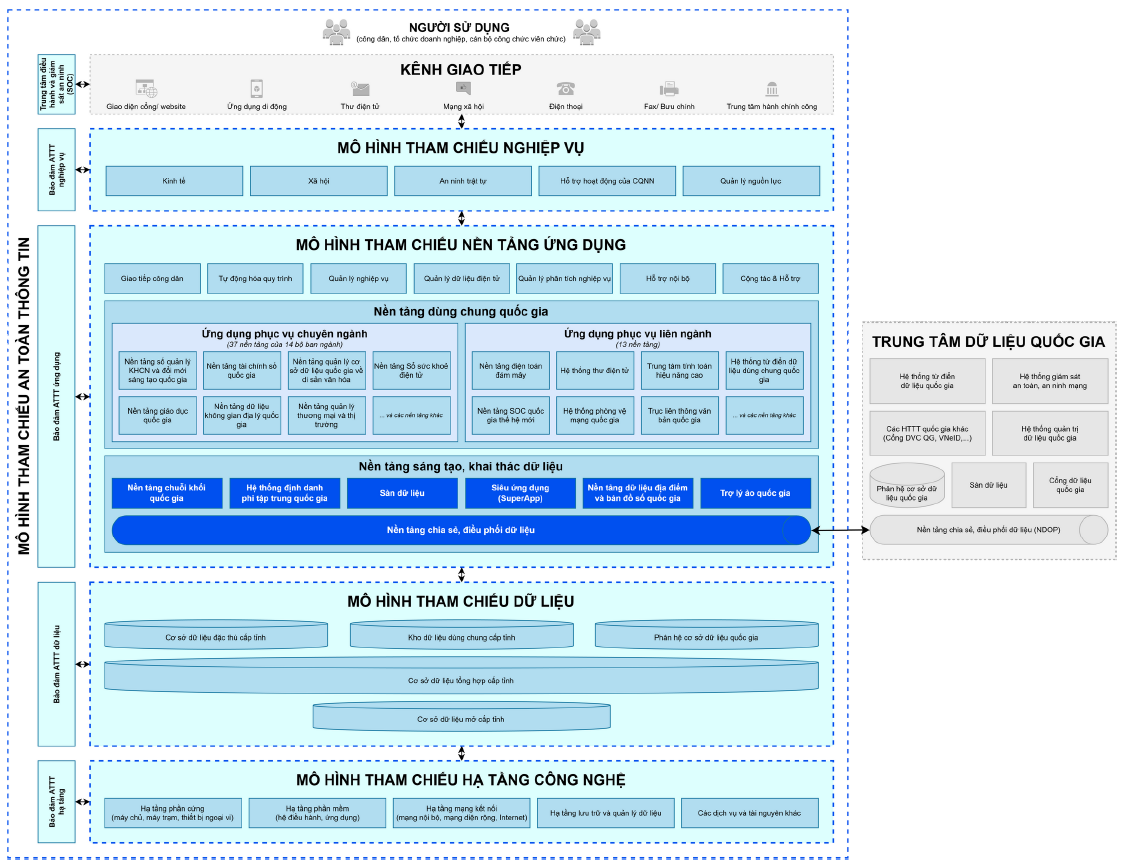 NGƯỜI SỬ DỤNG
(công dân, tổ chức doanh nghiệp, cán bộ công chức viên chức)
MÔ HÌNH THAM CHIẾU AN TOÀN THÔNG TIN
Trung tâm điều
hành và giám
sát an ninh
(SOC)
KÊNH GIAO TIẾP
Giao diện cổng/ website
Ứng dụng di động
Thư điện tử
Mạng xã hội
Điện thoại
Fax/ Bưu chính
Trung tâm hành chính công
Bảo đảm ATTT
nghiệp vụ
MÔ HÌNH THAM CHIẾU NGHIỆP VỤ
Kinh tế
Xã hội
An ninh trật tự
Hỗ trợ hoạt động của CQNN
Quản lý nguồn lực
Bảo đảm ATTT ứng dụng
MÔ HÌNH THAM CHIẾU NỀN TẢNG ỨNG DỤNG
Giao tiếp công dân
Tự động hóa quy trình
Quản lý nghiệp vụ
Quản lý dữ liệu điện tử
Quản lý phân tích nghiệp vụ
Hỗ trợ nội bộ
Cộng tác & Hỗ trợ
Nền tảng dùng chung quốc gia
Ứng dụng phục vụ chuyên ngành
(37 nền tảng của 14 bộ ban ngành)
Nền tảng số quản lý
KHCN và đổi mới
sáng tạo quốc gia
Nền tảng tài chính số
quốc gia
Nền tảng quản lý cơ
sở dữ liệu quốc gia về
di sản văn hóa
Nền tảng Sổ sức khoẻ
điện tử
Nền tảng giáo dục
quốc gia
Nền tảng dữ liệu
không gian địa lý quốc
gia
Nền tảng quản lý
thương mại và thị
trường
... và các nền tảng khác
Ứng dụng phục vụ liên ngành
(13 nền tảng)
Nền tảng điện toán
đám mây
Hệ thống thư điện tử
Trung tâm tính toán
hiệu năng cao
Hệ thống từ điển dữ
liệu dùng chung quốc
gia
Nền tảng SOC quốc
gia thế hệ mới
Hệ thống phòng vệ
mạng quốc gia
Trục liên thông văn
bản quốc gia
... và các nền tảng khác
Nền tảng sáng tạo, khai thác dữ liệu
Nền tảng chuỗi khối
quốc gia
Hệ thống định danh
phi tập trung quốc gia
Sàn dữ liệu
Siêu ứng dụng
(SuperApp)
Nền tảng dữ liệu địa điểm
và bản đồ số quốc gia
Trợ lý ảo quốc gia
Nền tảng chia sẻ, điều phối dữ liệu
TRUNG TÂM DỮ LIỆU QUỐC GIA
Hệ thống từ điển
dữ liệu quốc gia
Hệ thống giám sát
an toàn, an ninh mạng
Các HTTT quốc gia khác
(Cổng DVC QG, VNeID,...)
Hệ thống quản trị
dữ liệu quốc gia
Phân hệ cơ sở dữ
liệu quốc gia
Sàn dữ liệu
Cổng dữ liệu
quốc gia
Nền tảng chia sẻ, điều phối dữ liệu (NDOP)
Bảo đảm ATTT dữ liệu
MÔ HÌNH THAM CHIẾU DỮ LIỆU
Cơ sở dữ liệu đặc thù cấp tỉnh
Kho dữ liệu dùng chung cấp tỉnh
Phân hệ cơ sở dữ liệu quốc gia
Cơ sở dữ liệu tổng hợp cấp tỉnh
Cơ sở dữ liệu mở cấp tỉnh
Bảo đảm ATTT
hạ tầng
MÔ HÌNH THAM CHIẾU HẠ TẦNG CÔNG NGHỆ
Hạ tầng phần cứng
(máy chủ, máy trạm, thiết bị ngoại vi)
Hạ tầng phần mềm
(hệ điều hành, ứng dụng)
Hạ tầng mạng kết nối
(mạng nội bộ, mạng diện rộng, Internet)
Hạ tầng lưu trữ và quản lý dữ liệu
Các dịch vụ và tài nguyên khác